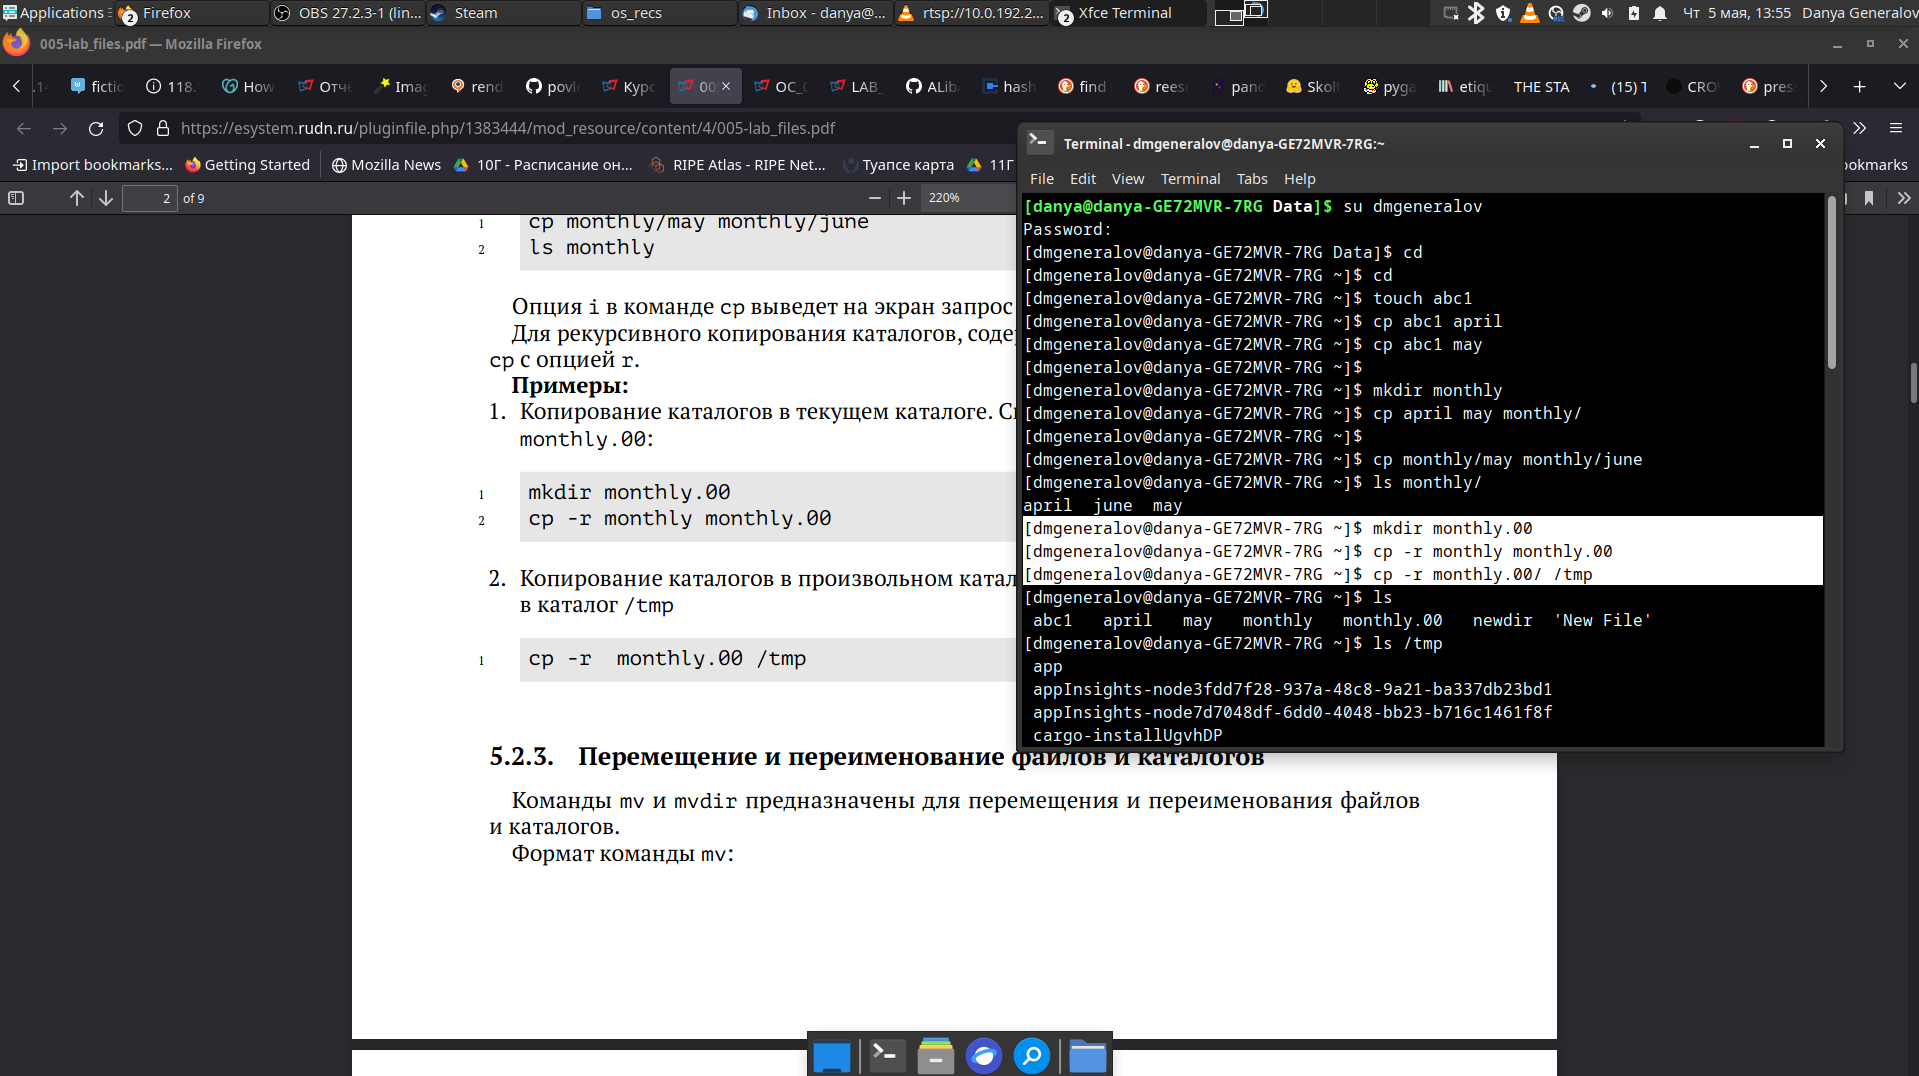 Applications
Firefox
2
OBS 27.2.3-1 (lin...
Steam
os_recs
Inbox - danya@...
rtsp://10.0.192.2...
Xfce Terminal
2
Чт 5 мая, 13:55
Danya Generalov
005-lab_files.pdf — Mozilla Firefox
fictio
118.
How
Отче
Imag
rend
povle
Курс
00
OC_
LAB_
ALib
hash
find
reese
pand
Skolt
pyga
etiqu
THE STA
(15) T
CRO
pres
https://esystem.rudn.ru/pluginfile.php/1383444/mod_resource/content/4/005-lab_files.pdf
Import bookmarks...
Getting Started
Mozilla News
10Г - Расписание он...
RIPE Atlas - RIPE Net...
Туапсе карта
11Г
ookmarks
2 of 9
220%
1 cp monthly/may monthly/june
2 ls monthly
Опция i в команде cp выведет на экран запрос
Для рекурсивного копирования каталогов, соде
cp с опцией r.
Примеры:
1. Копирование каталогов в текущем каталоге.
monthly.00:
1 mkdir monthly.00
2 cp -r monthly monthly.00
2. Копирование каталогов в произвольном катал
в каталог /tmp
1 cp -r  monthly.00 /tmp
5.2.3. Перемещение и переименование файлов и каталогов
Команды mv и mvdir предназначены для перемещения и переименования файлов
и каталогов.
Формат команды mv:
Terminal - dmgeneralov@danya-GE72MVR-7RG:~
File Edit View Terminal Tabs Help
[danya@danya-GE72MVR-7RG Data]$ su dmgeneralov
Password:
[dmgeneralov@danya-GE72MVR-7RG Data]$ cd
[dmgeneralov@danya-GE72MVR-7RG ~]$ cd
[dmgeneralov@danya-GE72MVR-7RG ~]$ touch abc1
[dmgeneralov@danya-GE72MVR-7RG ~]$ cp abc1 april
[dmgeneralov@danya-GE72MVR-7RG ~]$ cp abc1 may
[dmgeneralov@danya-GE72MVR-7RG ~]$
[dmgeneralov@danya-GE72MVR-7RG ~]$ mkdir monthly
[dmgeneralov@danya-GE72MVR-7RG ~]$ cp april may monthly/
[dmgeneralov@danya-GE72MVR-7RG ~]$
[dmgeneralov@danya-GE72MVR-7RG ~]$ cp monthly/may monthly/june
[dmgeneralov@danya-GE72MVR-7RG ~]$ ls monthly/
april  june  may
[dmgeneralov@danya-GE72MVR-7RG ~]$ mkdir monthly.00
[dmgeneralov@danya-GE72MVR-7RG ~]$ cp -r monthly monthly.00
[dmgeneralov@danya-GE72MVR-7RG ~]$ cp -r monthly.00/ /tmp
[dmgeneralov@danya-GE72MVR-7RG ~]$ ls
abc1   april   may   monthly   monthly.00   newdir  'New File'
[dmgeneralov@danya-GE72MVR-7RG ~]$ ls /tmp
app
appInsights-node3fdd7f28-937a-48c8-9a21-ba337db23bd1
appInsights-node7d7048df-6dd0-4048-bb23-b716c1461f8f
cargo-installUgvhDP